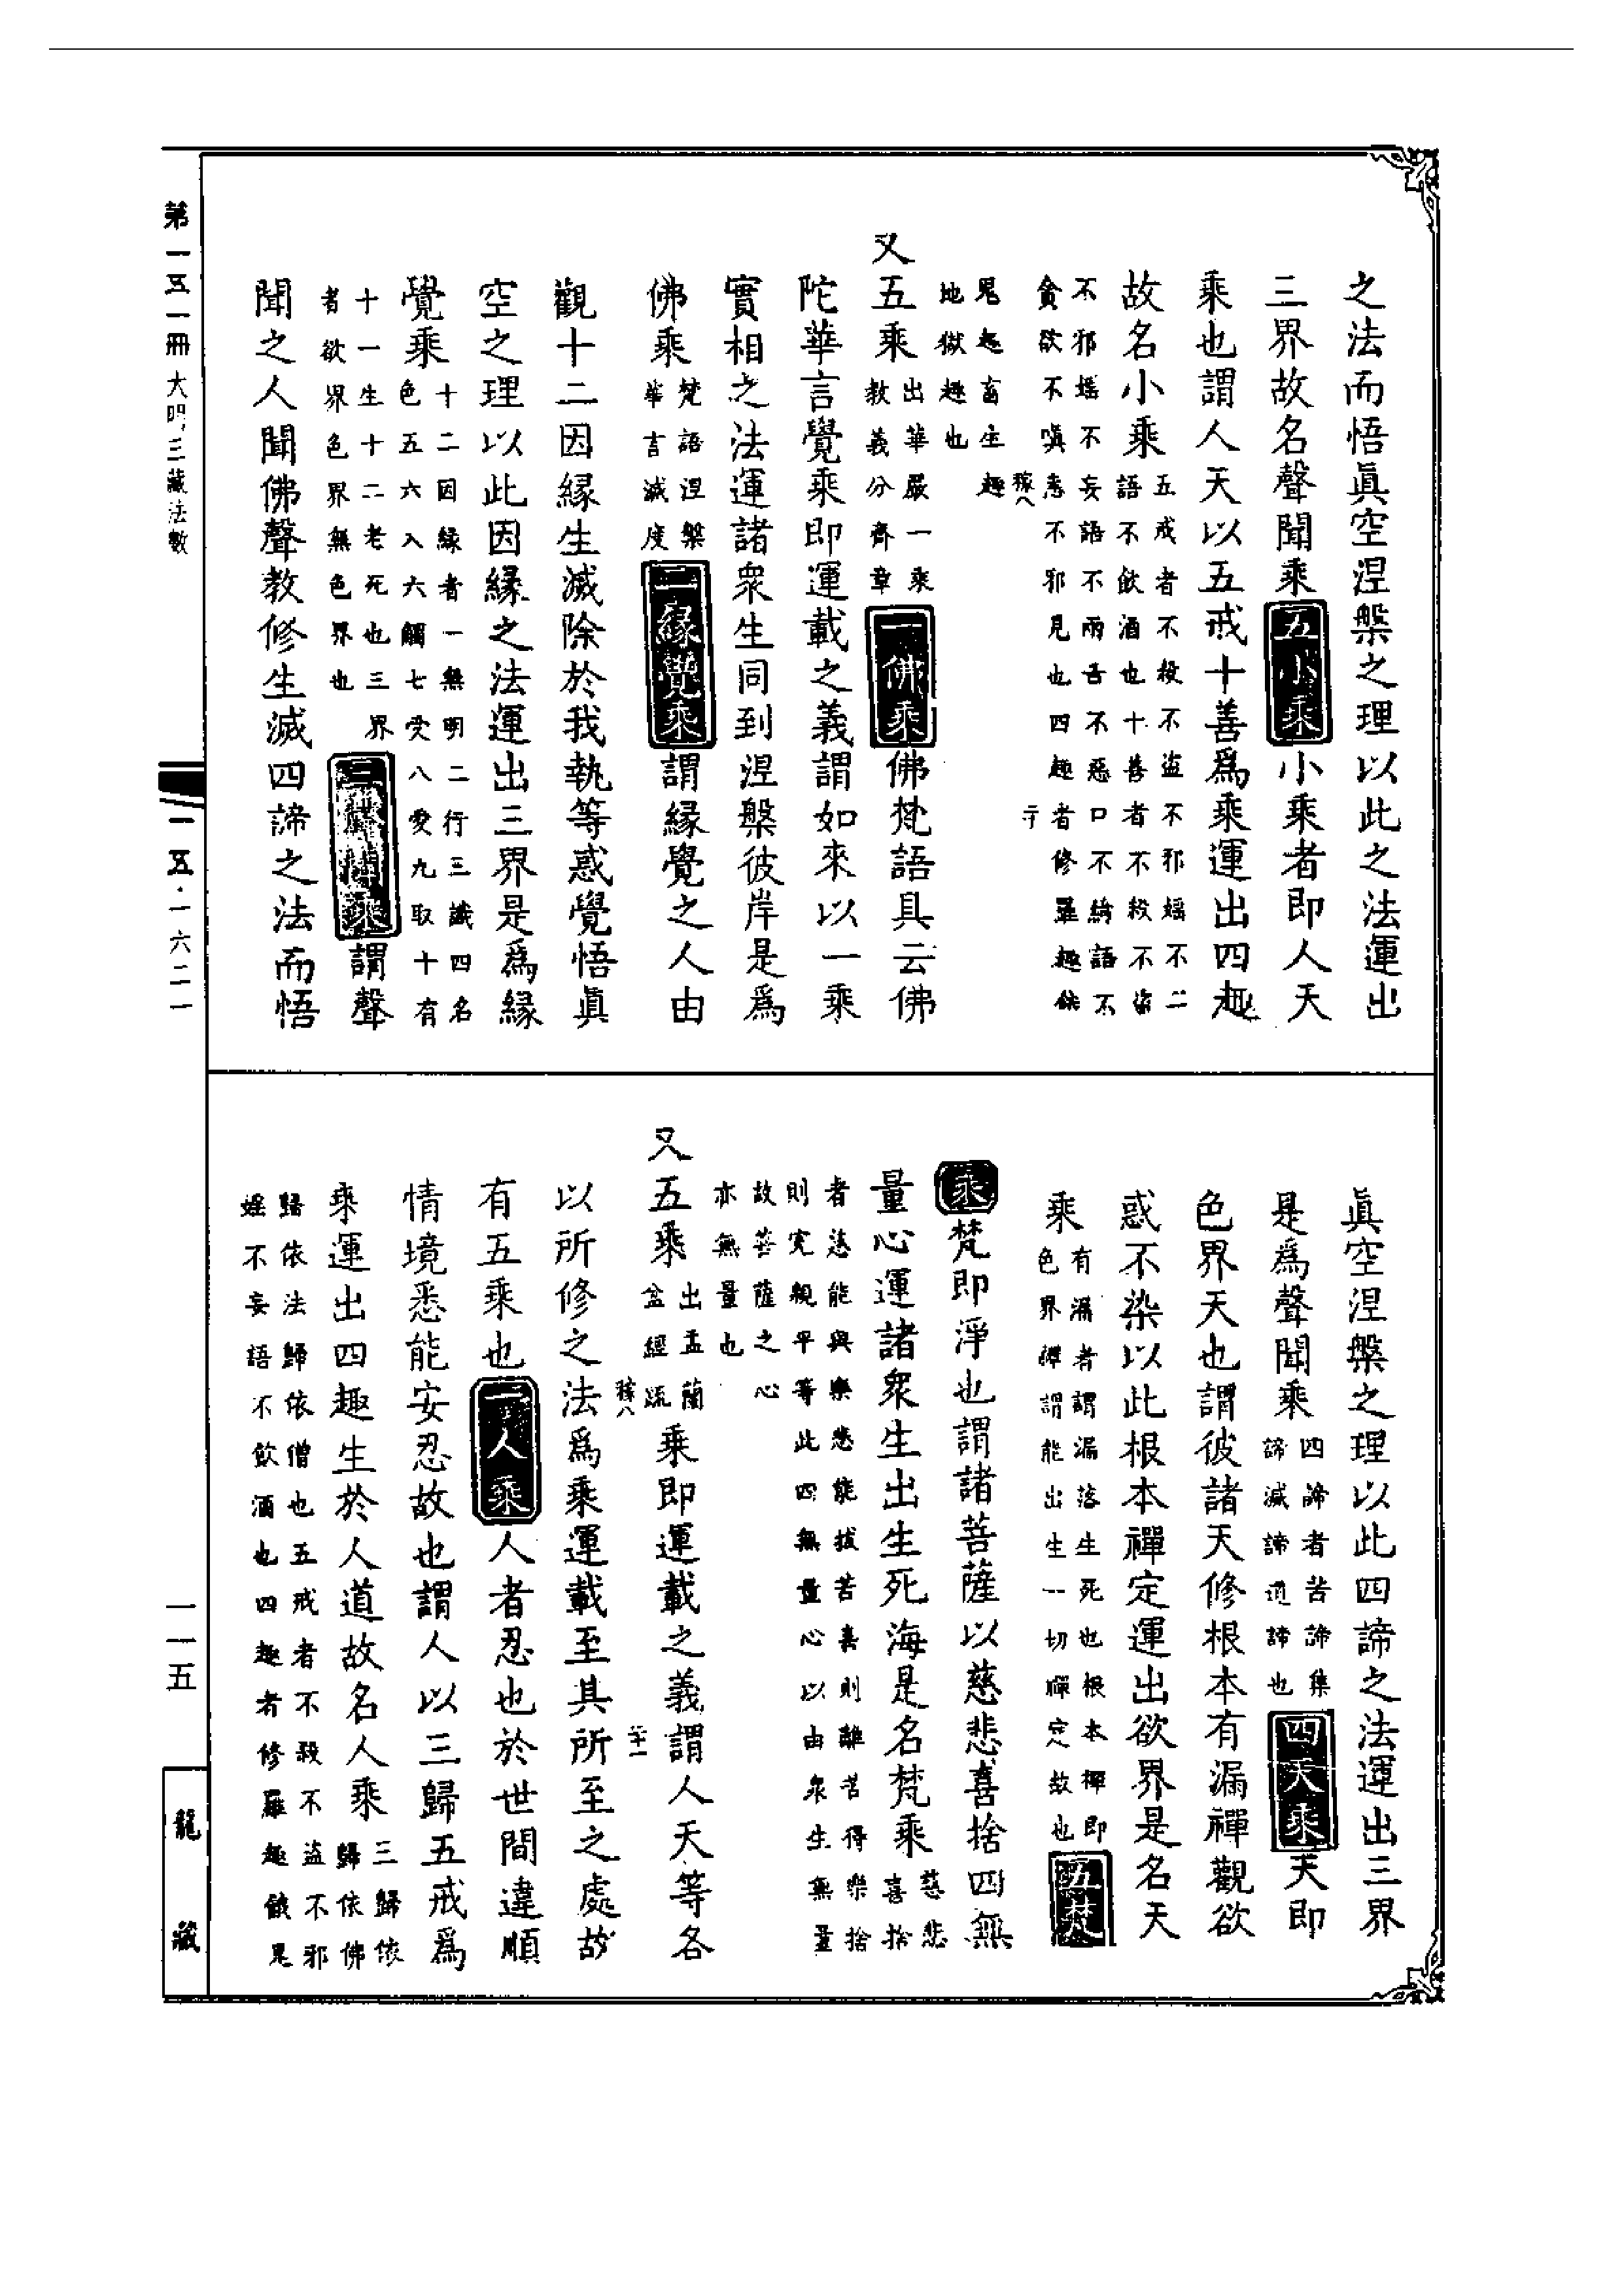 之法而悟眞空涅槃之理以此之法運出
三界故名聲聞乘五小乘小乘者即人天
乘也謂人天以五戒十善爲乘運出四趣
故名小乘
五戒者不殺不盜不邪婬不二
語不飲酒也十善者不殺不盜
不邪婬不妄語不兩舌不惡口不綺語不
貪欲不嗔恚不邪見也四趣者修羅趣餓
稼八
鬼趣畜生趣
地獄趣也
又五乘
出華嚴一乘
教義分齊章
一佛乘佛梵語具云佛
陀華言覺乘即運載之義謂如來以一乘
實相之法運諸衆生同到涅槃彼岸是爲
佛乘
梵語涅槃
華言滅度
二緣覺乘謂緣覺之人由
觀十二因緣生滅除於我執等惑覺悟眞
空之理以此因緣之法運出三界是爲緣
覺乘
十二因緣者一無明二行三識四名
色五六入六觸七受八愛九取十有
十一生十二老死也三界
者欲界色界無色界也
三聲聞乘謂聲
聞之人聞佛聲教修生滅四諦之法而悟
眞空涅槃之理以此四諦之法運出三界
是爲聲聞乘
四諦者苦諦集
諦滅諦道諦也
四天乘天即
色界天也謂彼諸天修根本有漏禪觀欲
惑不染以此根本禪定運出欲界是名天
乘
有漏者謂漏落生死也根本禪即
色界禪謂能出生一切禪定故也
五梵
乘梵即淨也謂諸菩薩以慈悲喜捨四無
量心運諸衆生出生死海是名梵乘
慈悲
喜捨
者慈能與樂悲能拔苦喜則離苦得樂捨
則冤親平等此四無量心以由衆生無量
故菩薩之心
亦無量也
又五乘
出盂蘭
盆經疏
稼八
乘即運載之義謂人天等各
二十一
以所修之法爲乘運載至其所至之處故
有五乘也一人乘人者忍也於世間違順
情境悉能安忍故也謂人以三歸五戒爲
乘運出四趣生於人道故名人乘
三歸依
歸依佛
歸依法歸依僧也五戒者不殺不盜不邪
婬不妄語不飲酒也四趣者修羅趣餓鬼
第一五一冊 大明三藏法數
一五·一六二一
一一五
龍藏